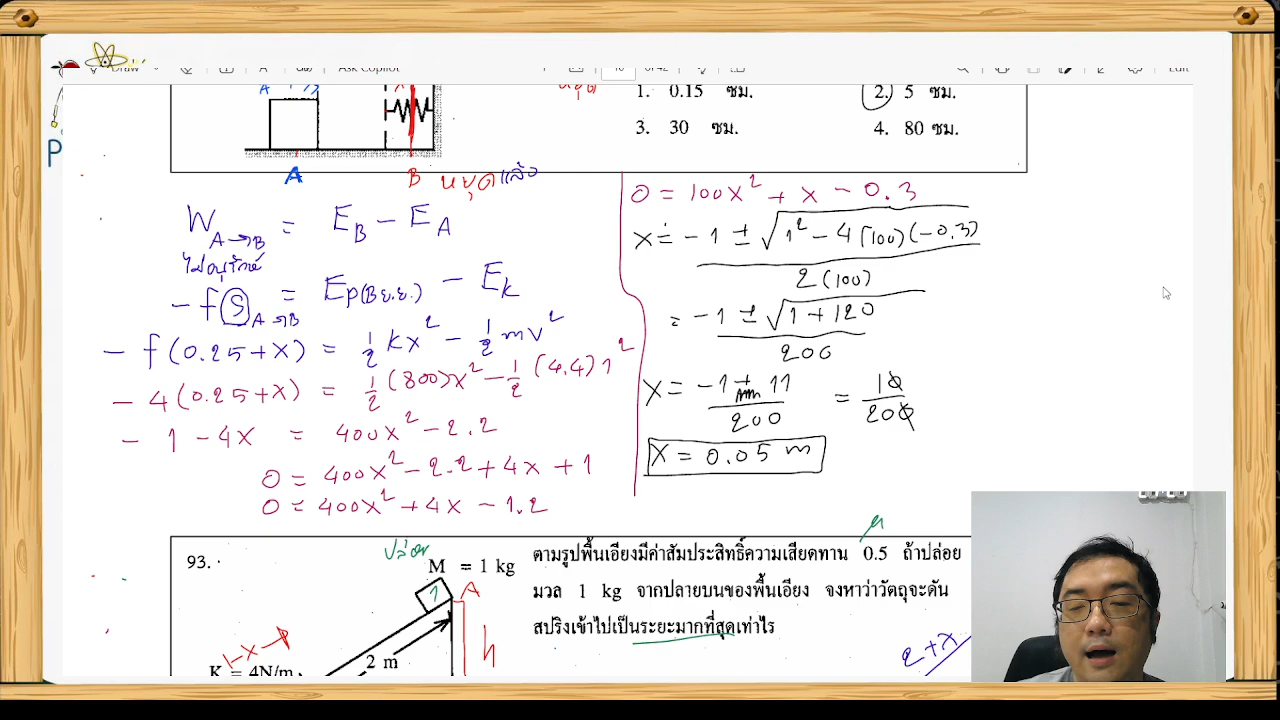 Ask Copilot
of 42
Edit
1. 0.15 ซม.
2. 5 ซม.
3. 30 ซม.
4. 80 ซม.
P
A
B หยุดแล้ว
W A→B = E_B − E_A
ไม่อนุรักษ์
− f(S)A→B = Ep(B ย.ย.) − E_k
− f(0.25+x) = ½kx² − ½mv²
− 4(0.25+x) = ½(800)x² − ½(4.4)1²
− 1 − 4x = 400x² − 2.2
0 = 400x² − 2.2 + 4x + 1
0 = 400x² + 4x − 1.2
0 = 100x² + x − 0.3
x = −1 ± √1² − 4(100)(−0.3)
2(100)
= −1 ± √1+120
200
x = −1 ± 11 = 10
200 200
x = 0.05 m
93.
ปล่อย
M = 1 kg
1
A
2 m
h
x
K = 4N/m
μ
ตามรูปพื้นเอียงมีค่าสัมประสิทธิ์ความเสียดทาน 0.5 ถ้าปล่อย
มวล 1 kg จากปลายบนของพื้นเอียง จงหาว่าวัตถุจะดัน
สปริงเข้าไปเป็นระยะมากที่สุดเท่าไร
2+x